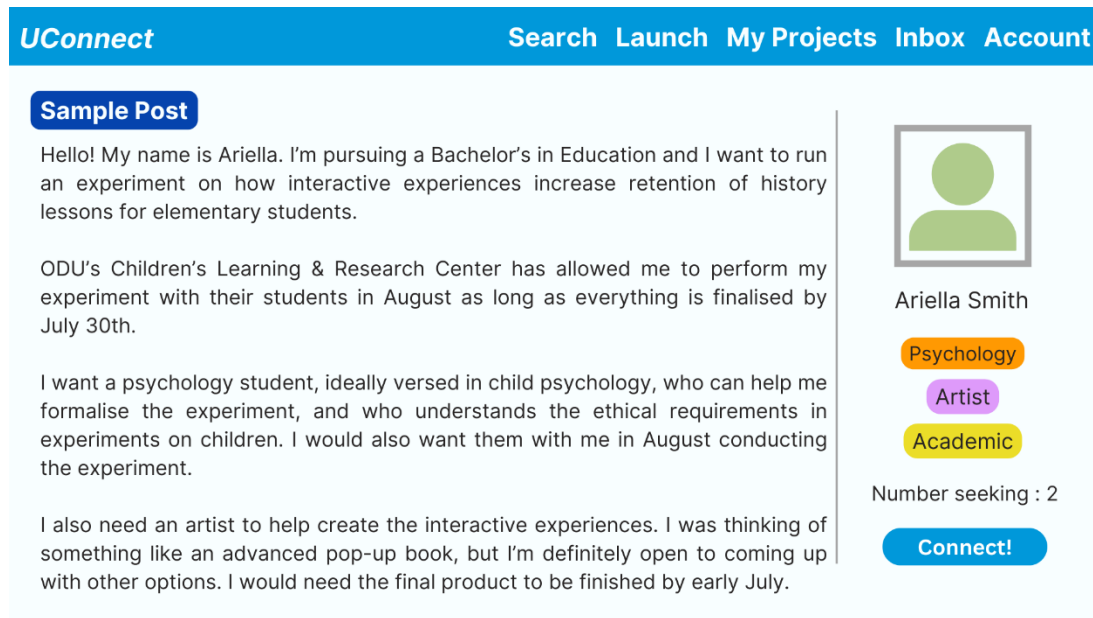 UConnect
Search Launch My Projects Inbox Account
Sample Post
Hello! My name is Ariella. I'm pursuing a Bachelor's in Education and I want to run
an experiment on how interactive experiences increase retention of history
lessons for elementary students.
ODU's Children's Learning & Research Center has allowed me to perform my
experiment with their students in August as long as everything is finalised by
July 30th.
I want a psychology student, ideally versed in child psychology, who can help me
formalise the experiment, and who understands the ethical requirements in
experiments on children. I would also want them with me in August conducting
the experiment.
I also need an artist to help create the interactive experiences. I was thinking of
something like an advanced pop-up book, but I'm definitely open to coming up
with other options. I would need the final product to be finished by early July.
Ariella Smith
Psychology
Artist
Academic
Number seeking : 2
Connect!